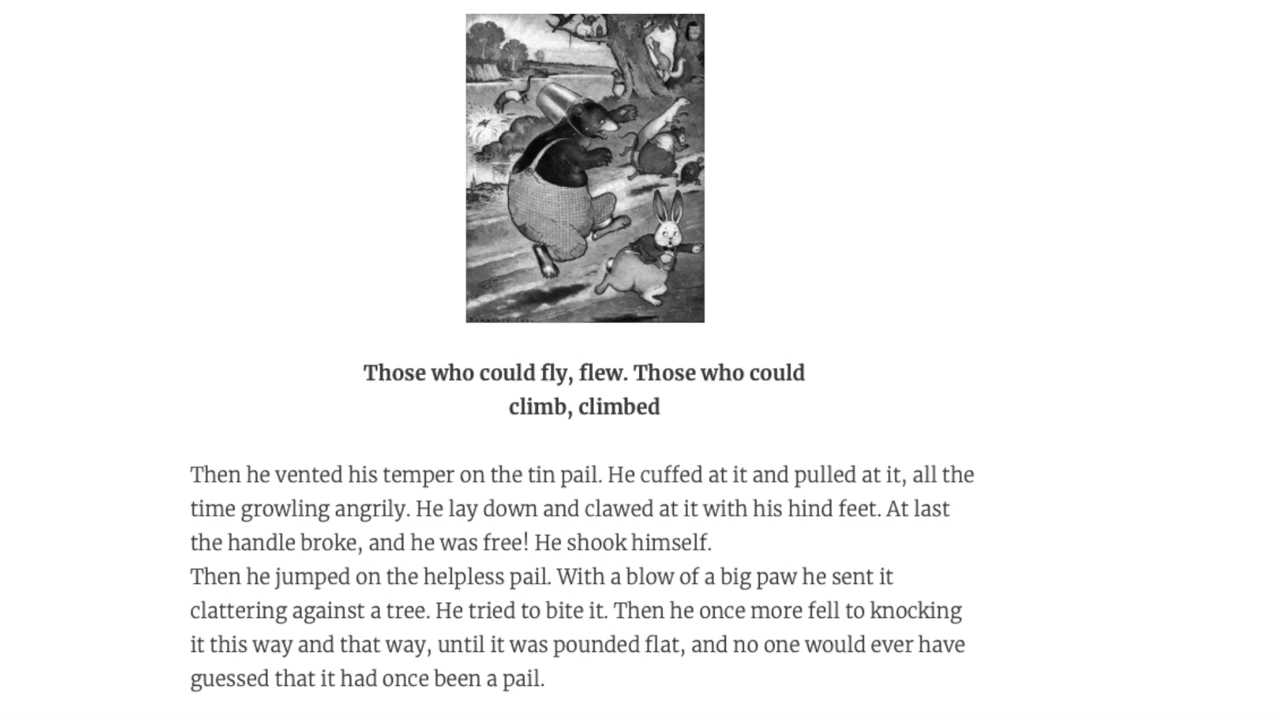 Those who could fly, flew. Those who could
climb, climbed
Then he vented his temper on the tin pail. He cuffed at it and pulled at it, all the
time growling angrily. He lay down and clawed at it with his hind feet. At last
the handle broke, and he was free! He shook himself.
Then he jumped on the helpless pail. With a blow of a big paw he sent it
clattering against a tree. He tried to bite it. Then he once more fell to knocking
it this way and that way, until it was pounded flat, and no one would ever have
guessed that it had once been a pail.